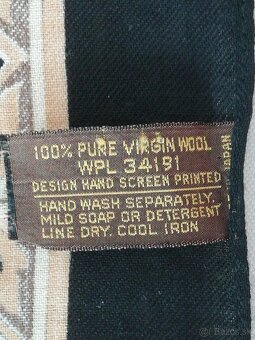 100% PURE VIRGIN WOOL
WPL 34191
DESIGN HAND SCREEN PRINTED
HAND WASH SEPARATELY.
MILD SOAP OR DETERGENT
LINE DRY. COOL IRON
JAPAN